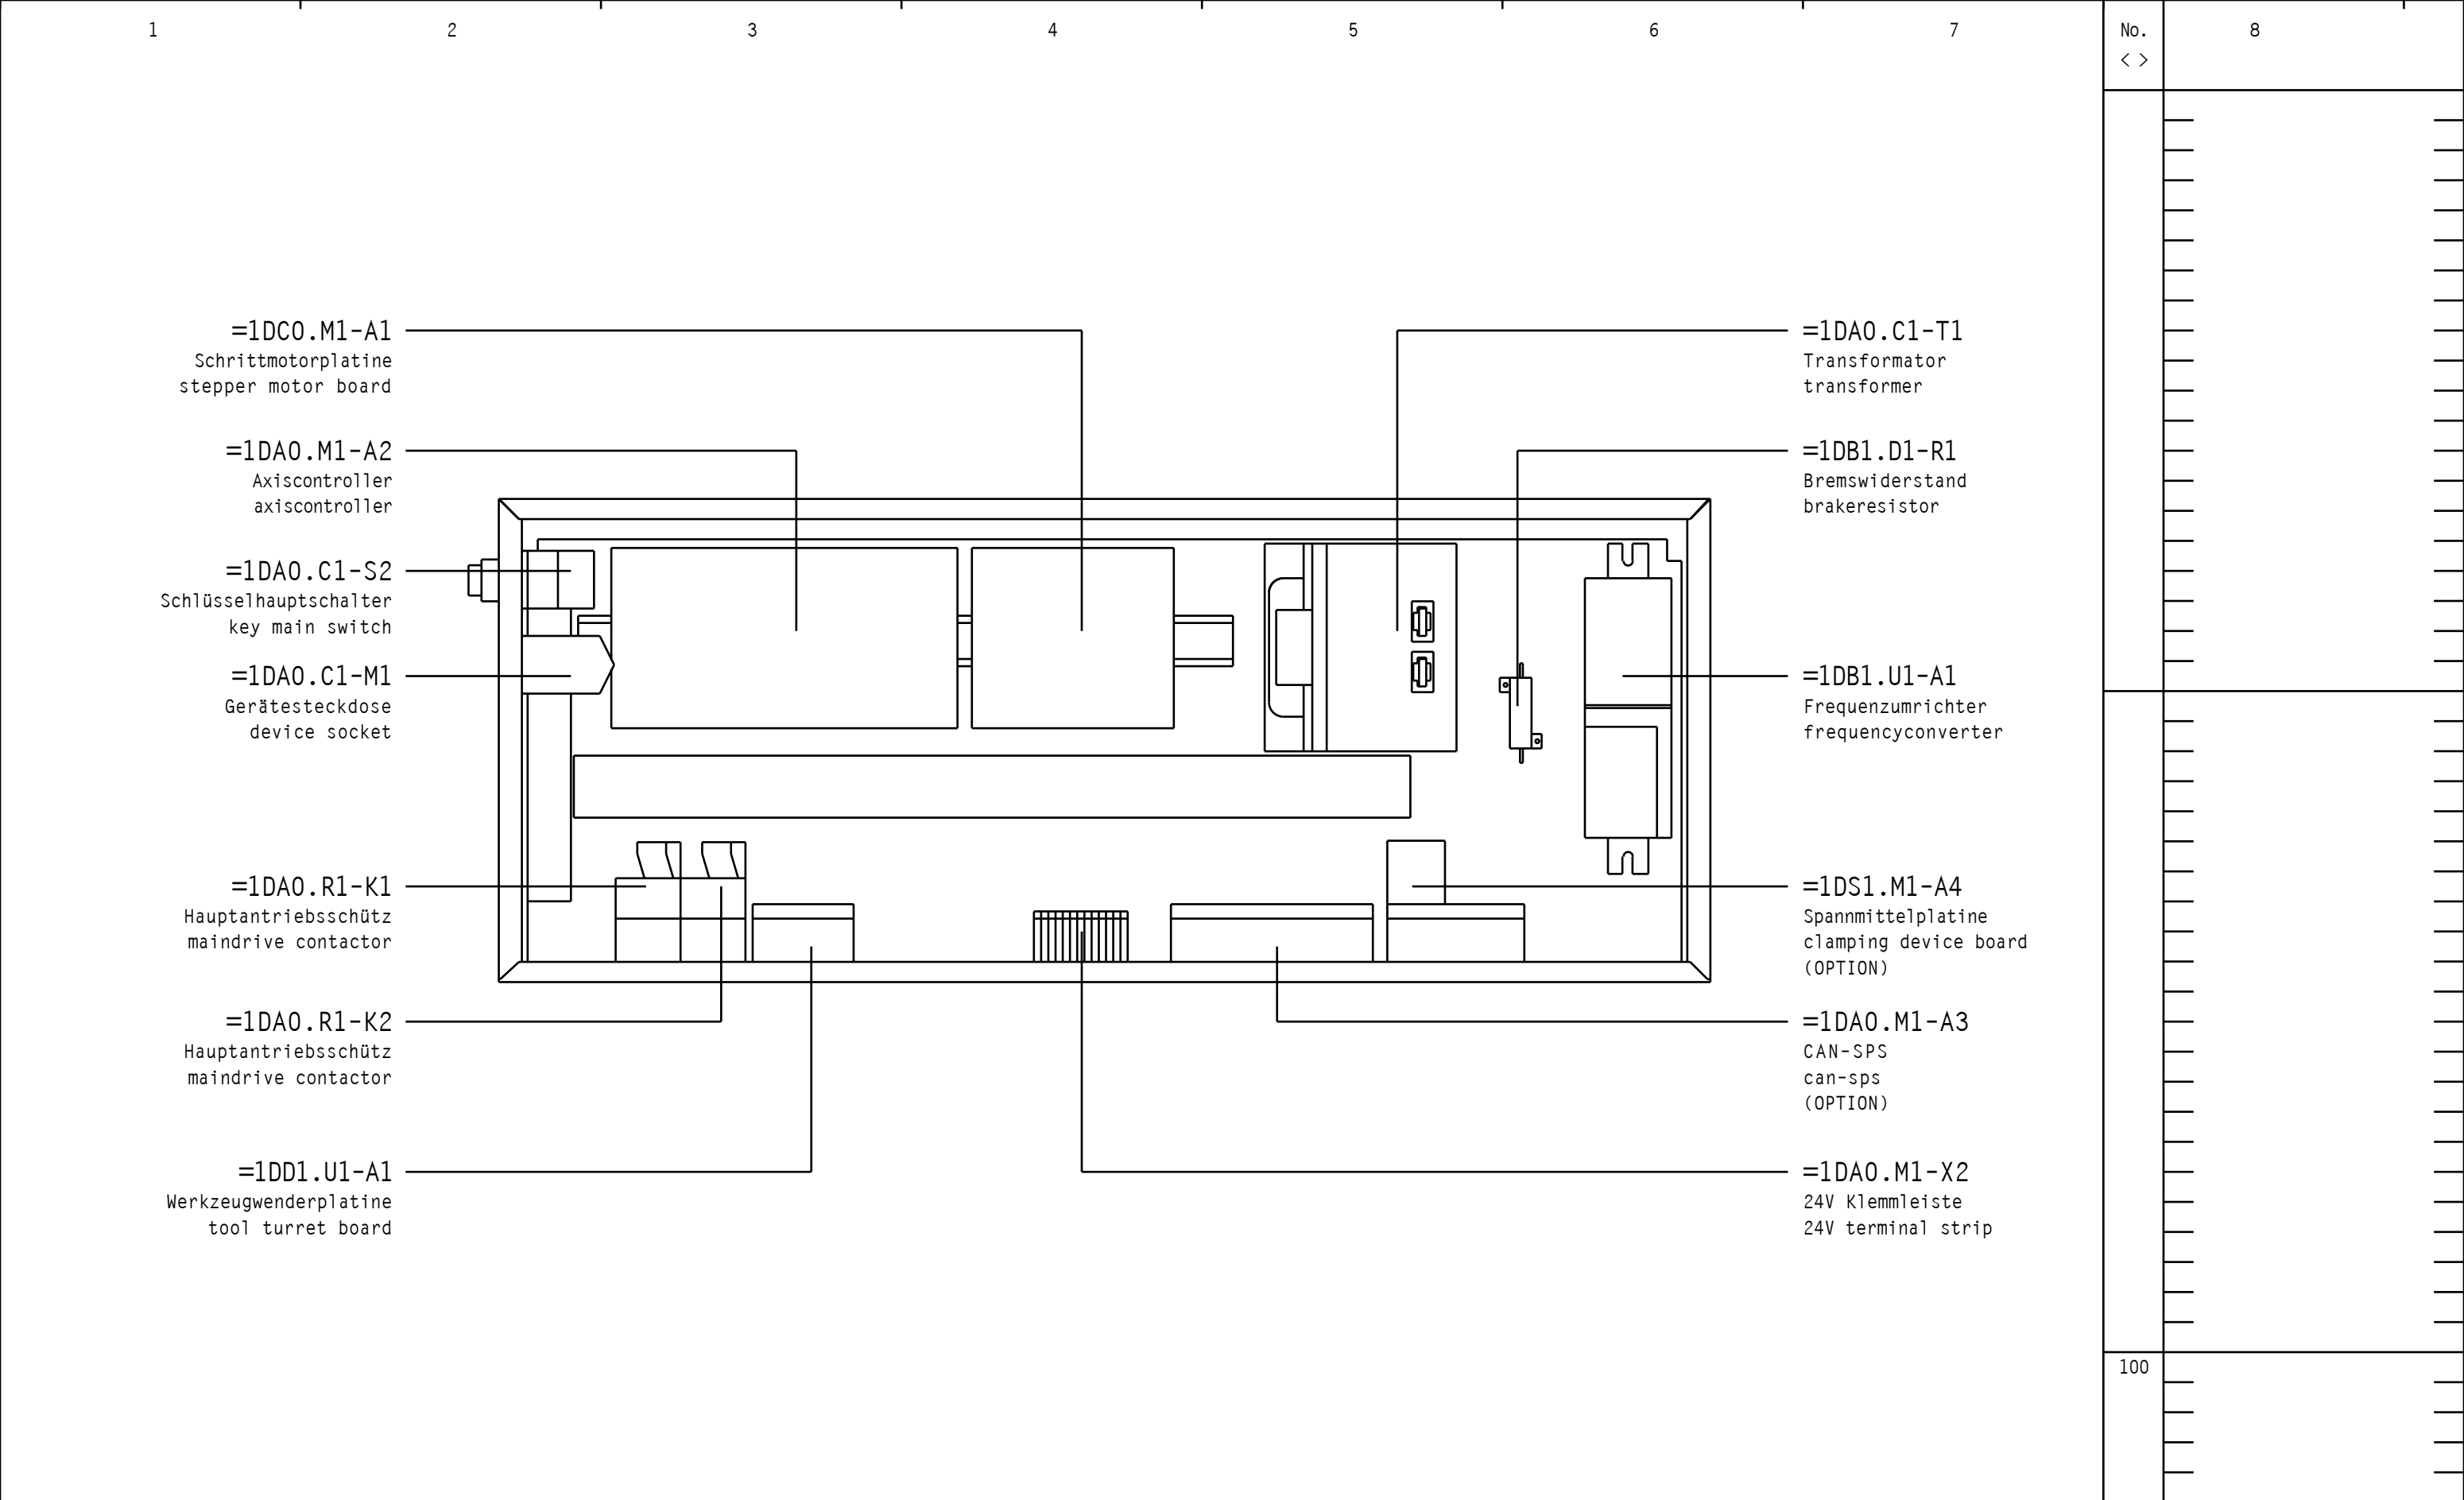 1 2 3 4 5 6 7 No. 8
< >
=1DC0.M1-A1
Schrittmotorplatine
stepper motor board
=1DA0.M1-A2
Axiscontroller
axiscontroller
=1DA0.C1-S2
Schlüsselhauptschalter
key main switch
=1DA0.C1-M1
Gerätesteckdose
device socket
=1DA0.R1-K1
Hauptantriebsschütz
maindrive contactor
=1DA0.R1-K2
Hauptantriebsschütz
maindrive contactor
=1DD1.U1-A1
Werkzeugwenderplatine
tool turret board
=1DA0.C1-T1
Transformator
transformer
=1DB1.D1-R1
Bremswiderstand
brakeresistor
=1DB1.U1-A1
Frequenzumrichter
frequencyconverter
=1DS1.M1-A4
Spannmittelplatine
clamping device board
(OPTION)
=1DA0.M1-A3
CAN-SPS
can-sps
(OPTION)
=1DA0.M1-X2
24V Klemmleiste
24V terminal strip
100